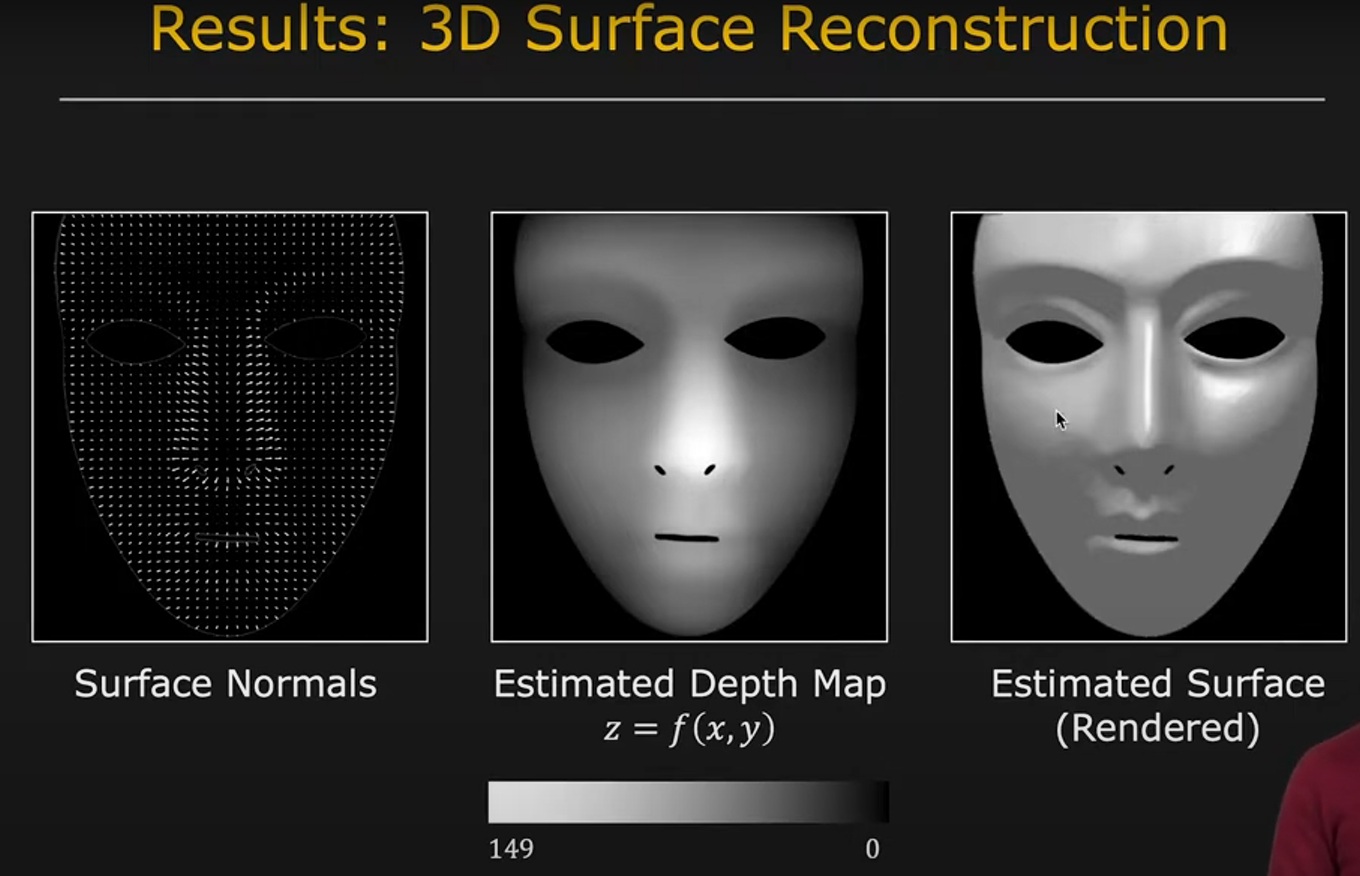 Results: 3D Surface Reconstruction
Surface Normals
Estimated Depth Map
z = f(x, y)
Estimated Surface
(Rendered)
149
0